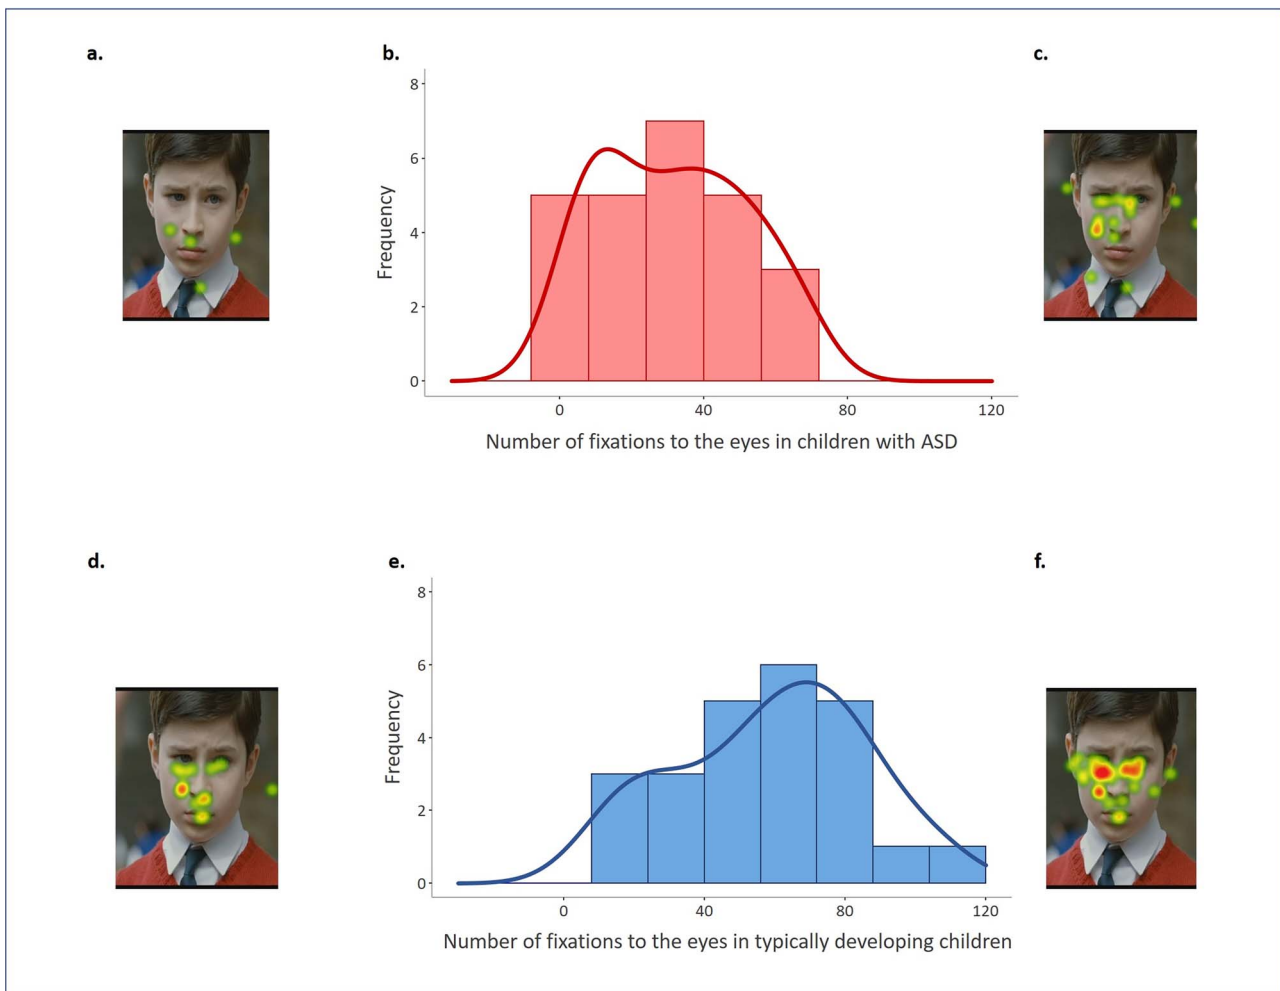 a.
b.
c.
8
6
4
2
0
Frequency
0 40 80 120
Number of fixations to the eyes in children with ASD
d.
e.
f.
8
6
4
2
0
Frequency
0 40 80 120
Number of fixations to the eyes in typically developing children